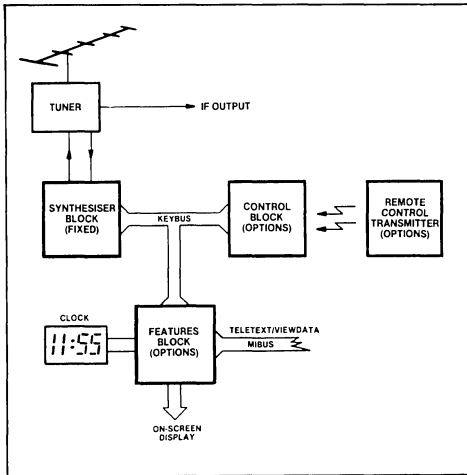 TUNER
IF OUTPUT
SYNTHESISER
BLOCK
(FIXED)
KEYBUS
CONTROL
BLOCK
(OPTIONS)
REMOTE
CONTROL
TRANSMITTER
(OPTIONS)
CLOCK
11:55
FEATURES
BLOCK
(OPTIONS)
TELETEXT/VIEWDATA
MIBUS
ON-SCREEN
DISPLAY